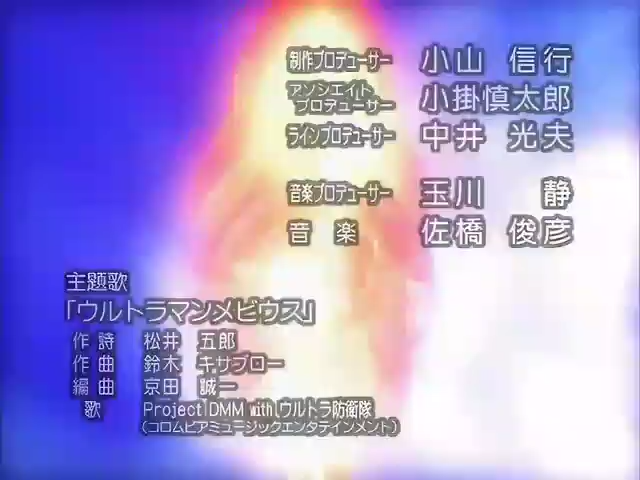 制作プロデューサー 小山 信行
アソシエイト
プロデューサー 小掛慎太郎
ラインプロデューサー 中井 光夫
音楽プロデューサー 玉川 静
音楽 佐橋 俊彦
主題歌
「ウルトラマンメビウス」
作詩 松井 五郎
作曲 鈴木 キサブロー
編曲 京田 誠一
歌 Project DMM with ウルトラ防衛隊
(コロムビアミュージックエンタテインメント)